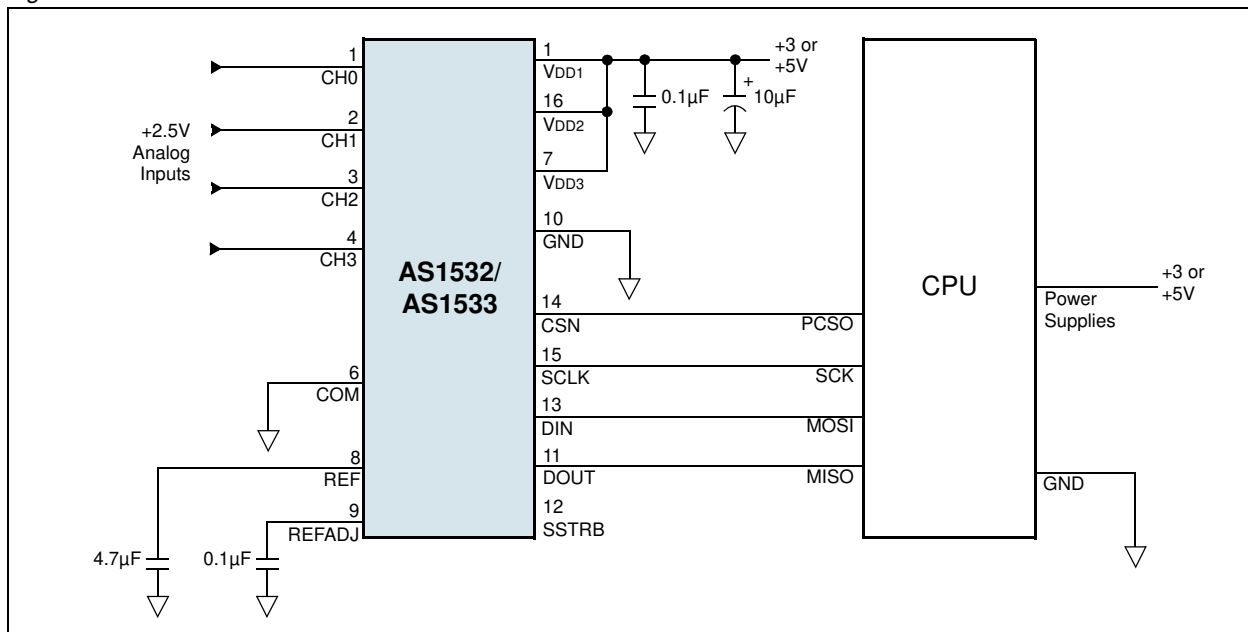 1
CH0
2
CH1
3
CH2
4
CH3
+2.5V
Analog
Inputs
6
COM
8
REF
9
REFADJ
4.7µF
0.1µF
AS1532/
AS1533
1
VDD1
16
VDD2
7
VDD3
10
GND
14
CSN
15
SCLK
13
DIN
11
DOUT
12
SSTRB
+3 or
+5V
0.1µF
+
10µF
PCSO
SCK
MOSI
MISO
CPU
Power
Supplies
+3 or
+5V
GND